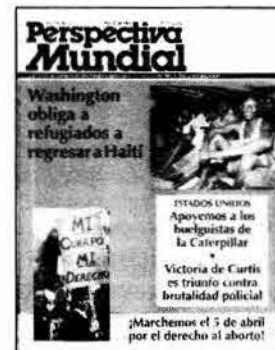 Perspectiva
Mundial
Washington
obliga a
refugiados a
regresar a Haití
ESTADOS UNIDOS
Apoyemos a los
huelguistas de
la Caterpillar
•
Victoria de Curtis
es triunfo contra
brutalidad policial
MI
CUERPO
MI
DERECHO
¡Marchemos el 5 de abril
por el derecho al aborto!